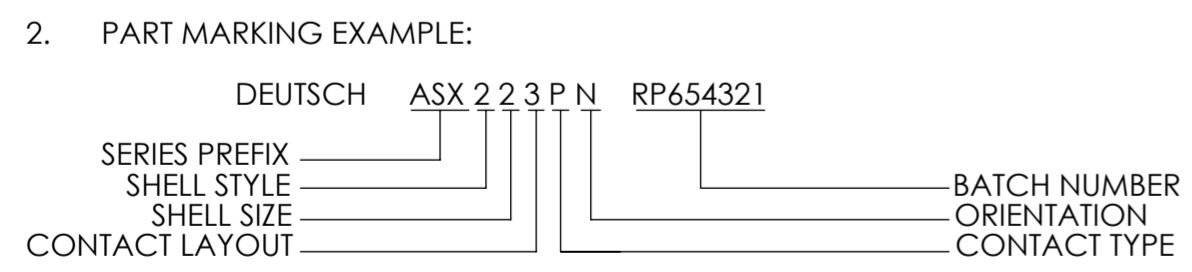 2. PART MARKING EXAMPLE:
DEUTSCH ASX 2 2 3 P N RP654321
SERIES PREFIX
SHELL STYLE
SHELL SIZE
CONTACT LAYOUT
BATCH NUMBER
ORIENTATION
CONTACT TYPE